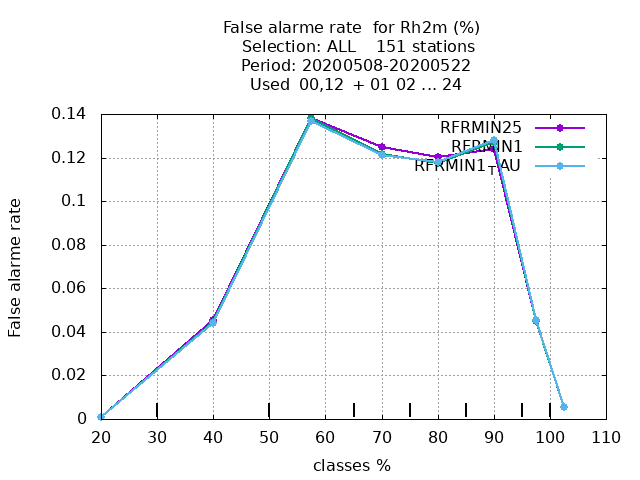 False alarme rate  for Rh2m (%)
Selection: ALL    151 stations
Period: 20200508-20200522
Used  00,12  + 01 02 ... 24
RFRMIN25
RFRMIN1
RFRMIN1TAU
0.14
0.12
0.1
0.08
0.06
0.04
0.02
0
False alarme rate
20 30 40 50 60 70 80 90 100 110
classes %